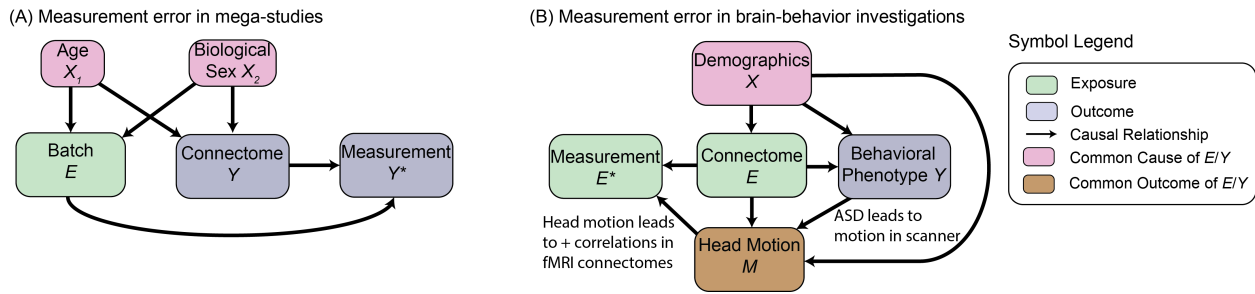 (A) Measurement error in mega-studies
Age
X₁
Biological
Sex X₂
Batch
E
Connectome
Y
Measurement
Y*
(B) Measurement error in brain-behavior investigations
Demographics
X
Measurement
E*
Connectome
E
Behavioral
Phenotype Y
Head motion leads
to + correlations in
fMRI connectomes
ASD leads to
motion in scanner
Head Motion
M
Symbol Legend
Exposure
Outcome
Causal Relationship
Common Cause of E/Y
Common Outcome of E/Y